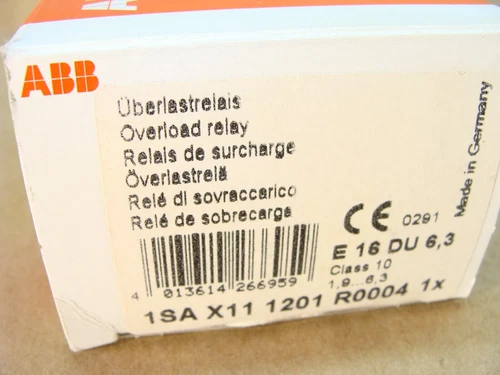 ABB
Überlastrelais
Overload relay
Relais de surcharge
Överlastrelä
Relé di sovraccarico
Relé de sobrecarga
Made in Germany
CE 0291
E 16 DU 6,3
Class 10
1,9...6,3
4 013614 266959
1SA X11 1201 R0004 1x